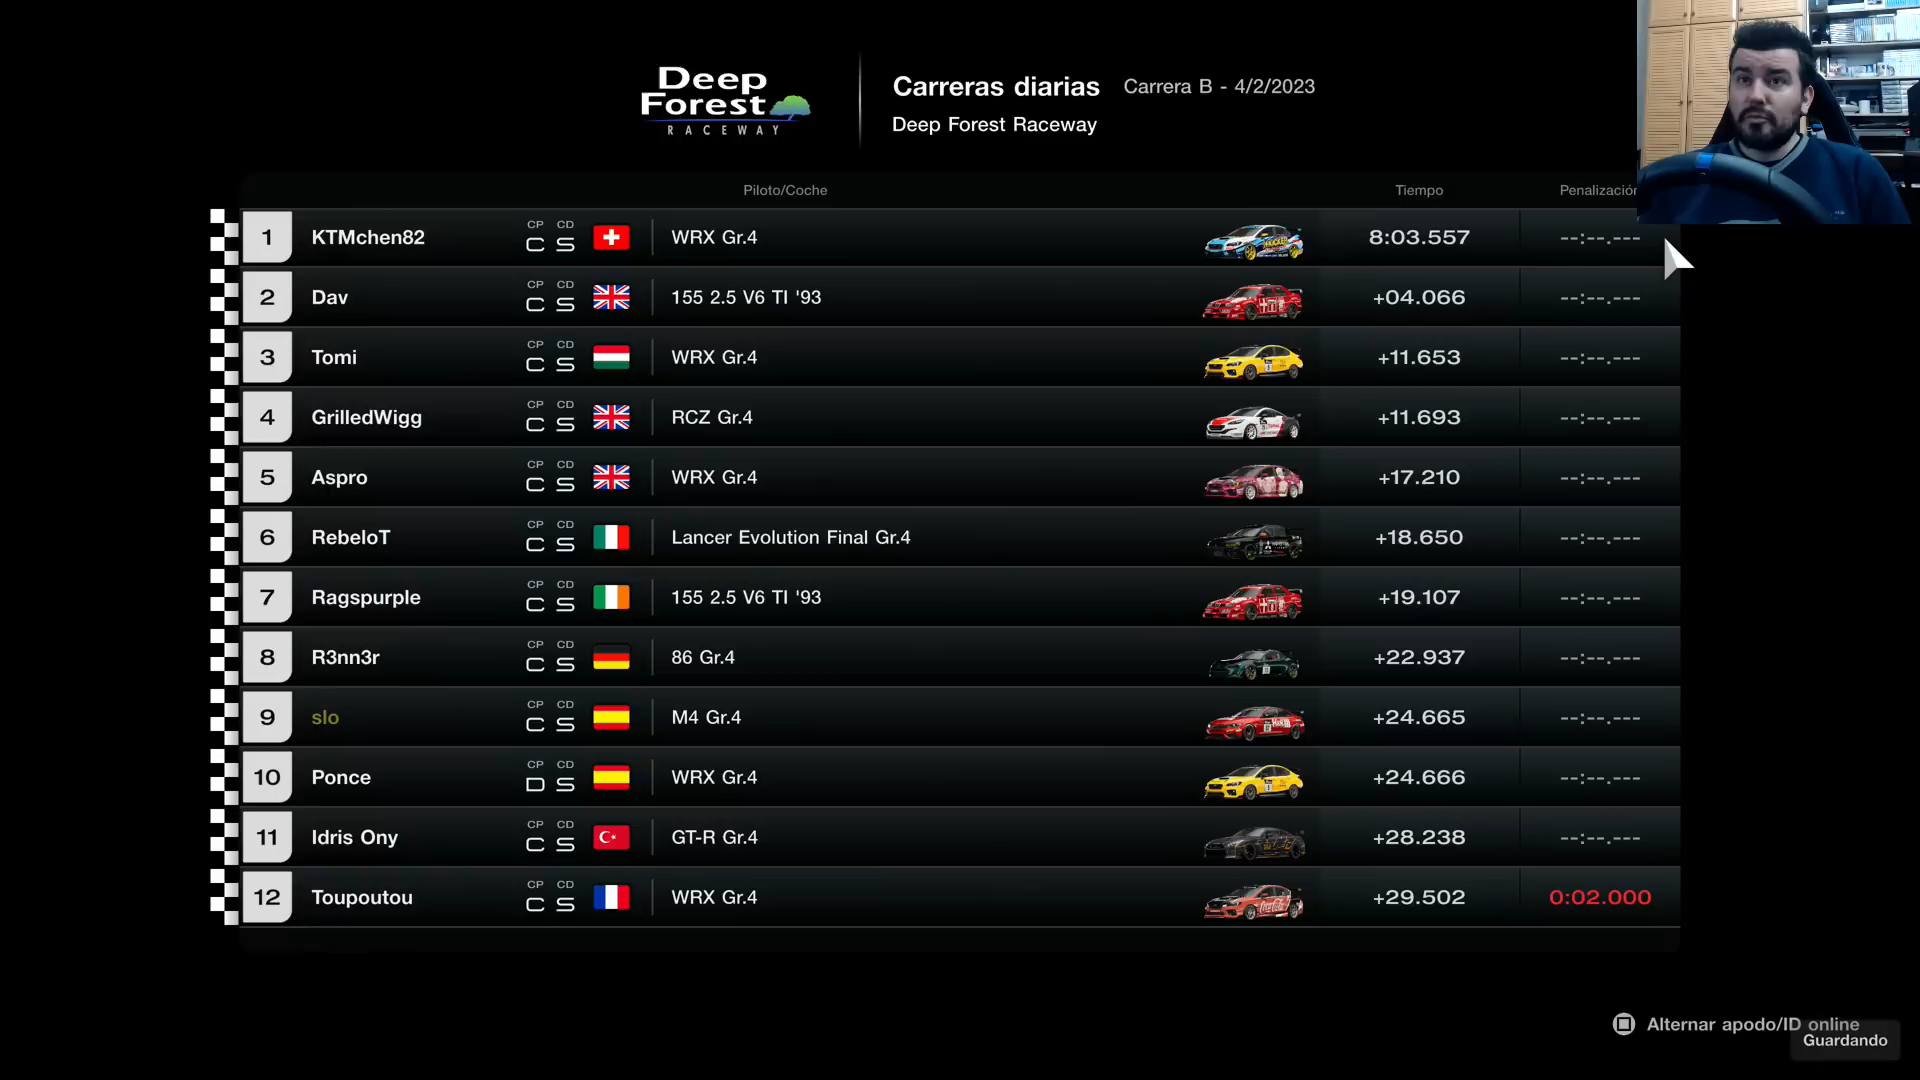 Deep
Forest
RACEWAY
Carreras diarias Carrera B - 4/2/2023
Deep Forest Raceway
Piloto/Coche Tiempo Penalización
1 KTMchen82 CP C CD S WRX Gr.4 8:03.557 --:--.---
2 Dav CP C CD S 155 2.5 V6 TI '93 +04.066 --:--.---
3 Tomi CP C CD S WRX Gr.4 +11.653 --:--.---
4 GrilledWigg CP C CD S RCZ Gr.4 +11.693 --:--.---
5 Aspro CP C CD S WRX Gr.4 +17.210 --:--.---
6 RebeloT CP C CD S Lancer Evolution Final Gr.4 +18.650 --:--.---
7 Ragspurple CP C CD S 155 2.5 V6 TI '93 +19.107 --:--.---
8 R3nn3r CP C CD S 86 Gr.4 +22.937 --:--.---
9 slo CP C CD S M4 Gr.4 +24.665 --:--.---
10 Ponce CP D CD S WRX Gr.4 +24.666 --:--.---
11 Idris Ony CP C CD S GT-R Gr.4 +28.238 --:--.---
12 Toupoutou CP C CD S WRX Gr.4 +29.502 0:02.000
Alternar apodo/ID online
Guardando